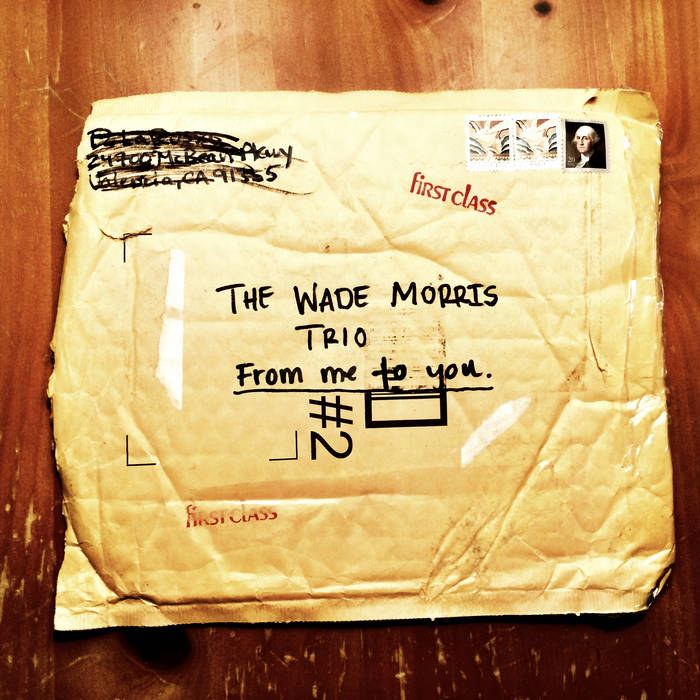 24900 McBean Pkwy
Valencia, CA 91355
first class
THE WADE MORRIS
TRIO
From me to you.
#2
first class